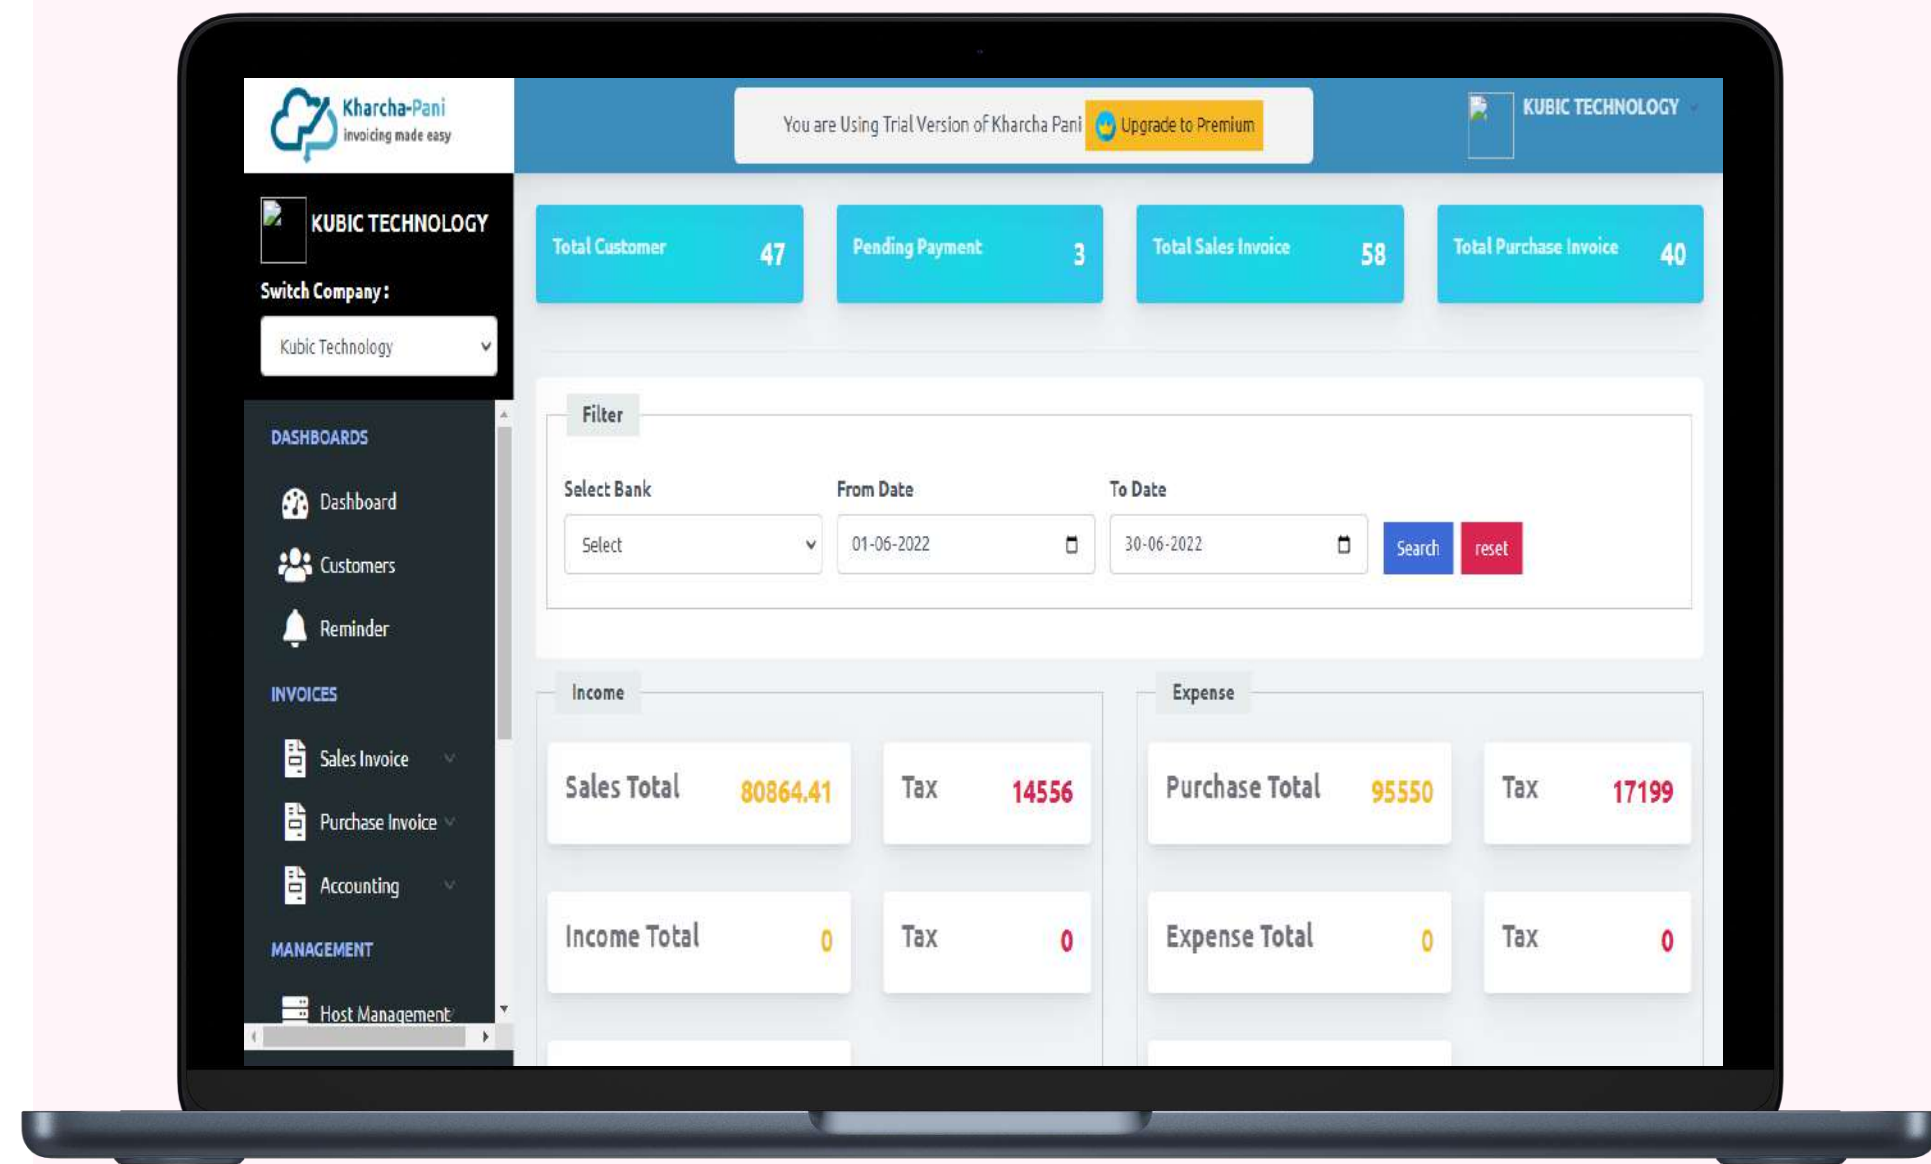 Kharcha-Pani
invoicing made easy
You are Using Trial Version of Kharcha Pani Upgrade to Premium
KUBIC TECHNOLOGY
KUBIC TECHNOLOGY
Switch Company :
Kubic Technology
DASHBOARDS
Dashboard
Customers
Reminder
INVOICES
Sales Invoice
Purchase Invoice
Accounting
MANAGEMENT
Host Management
Total Customer 47
Pending Payment 3
Total Sales Invoice 58
Total Purchase Invoice 40
Filter
Select Bank From Date To Date
Select 01-06-2022 30-06-2022 Search reset
Income
Sales Total 80864.41 Tax 14556
Income Total 0 Tax 0
Expense
Purchase Total 95550 Tax 17199
Expense Total 0 Tax 0